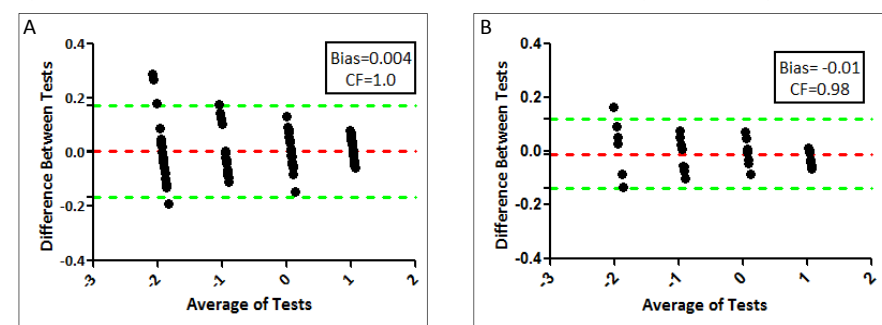 A
Bias=0.004
CF=1.0
Difference Between Tests
0.4
0.2
0.0
-0.2
-0.4
-3
-2
-1
0
1
2
Average of Tests
B
Bias= -0.01
CF=0.98
Difference Between Tests
0.4
0.2
0.0
-0.2
-0.4
-3
-2
-1
0
1
2
Average of Tests